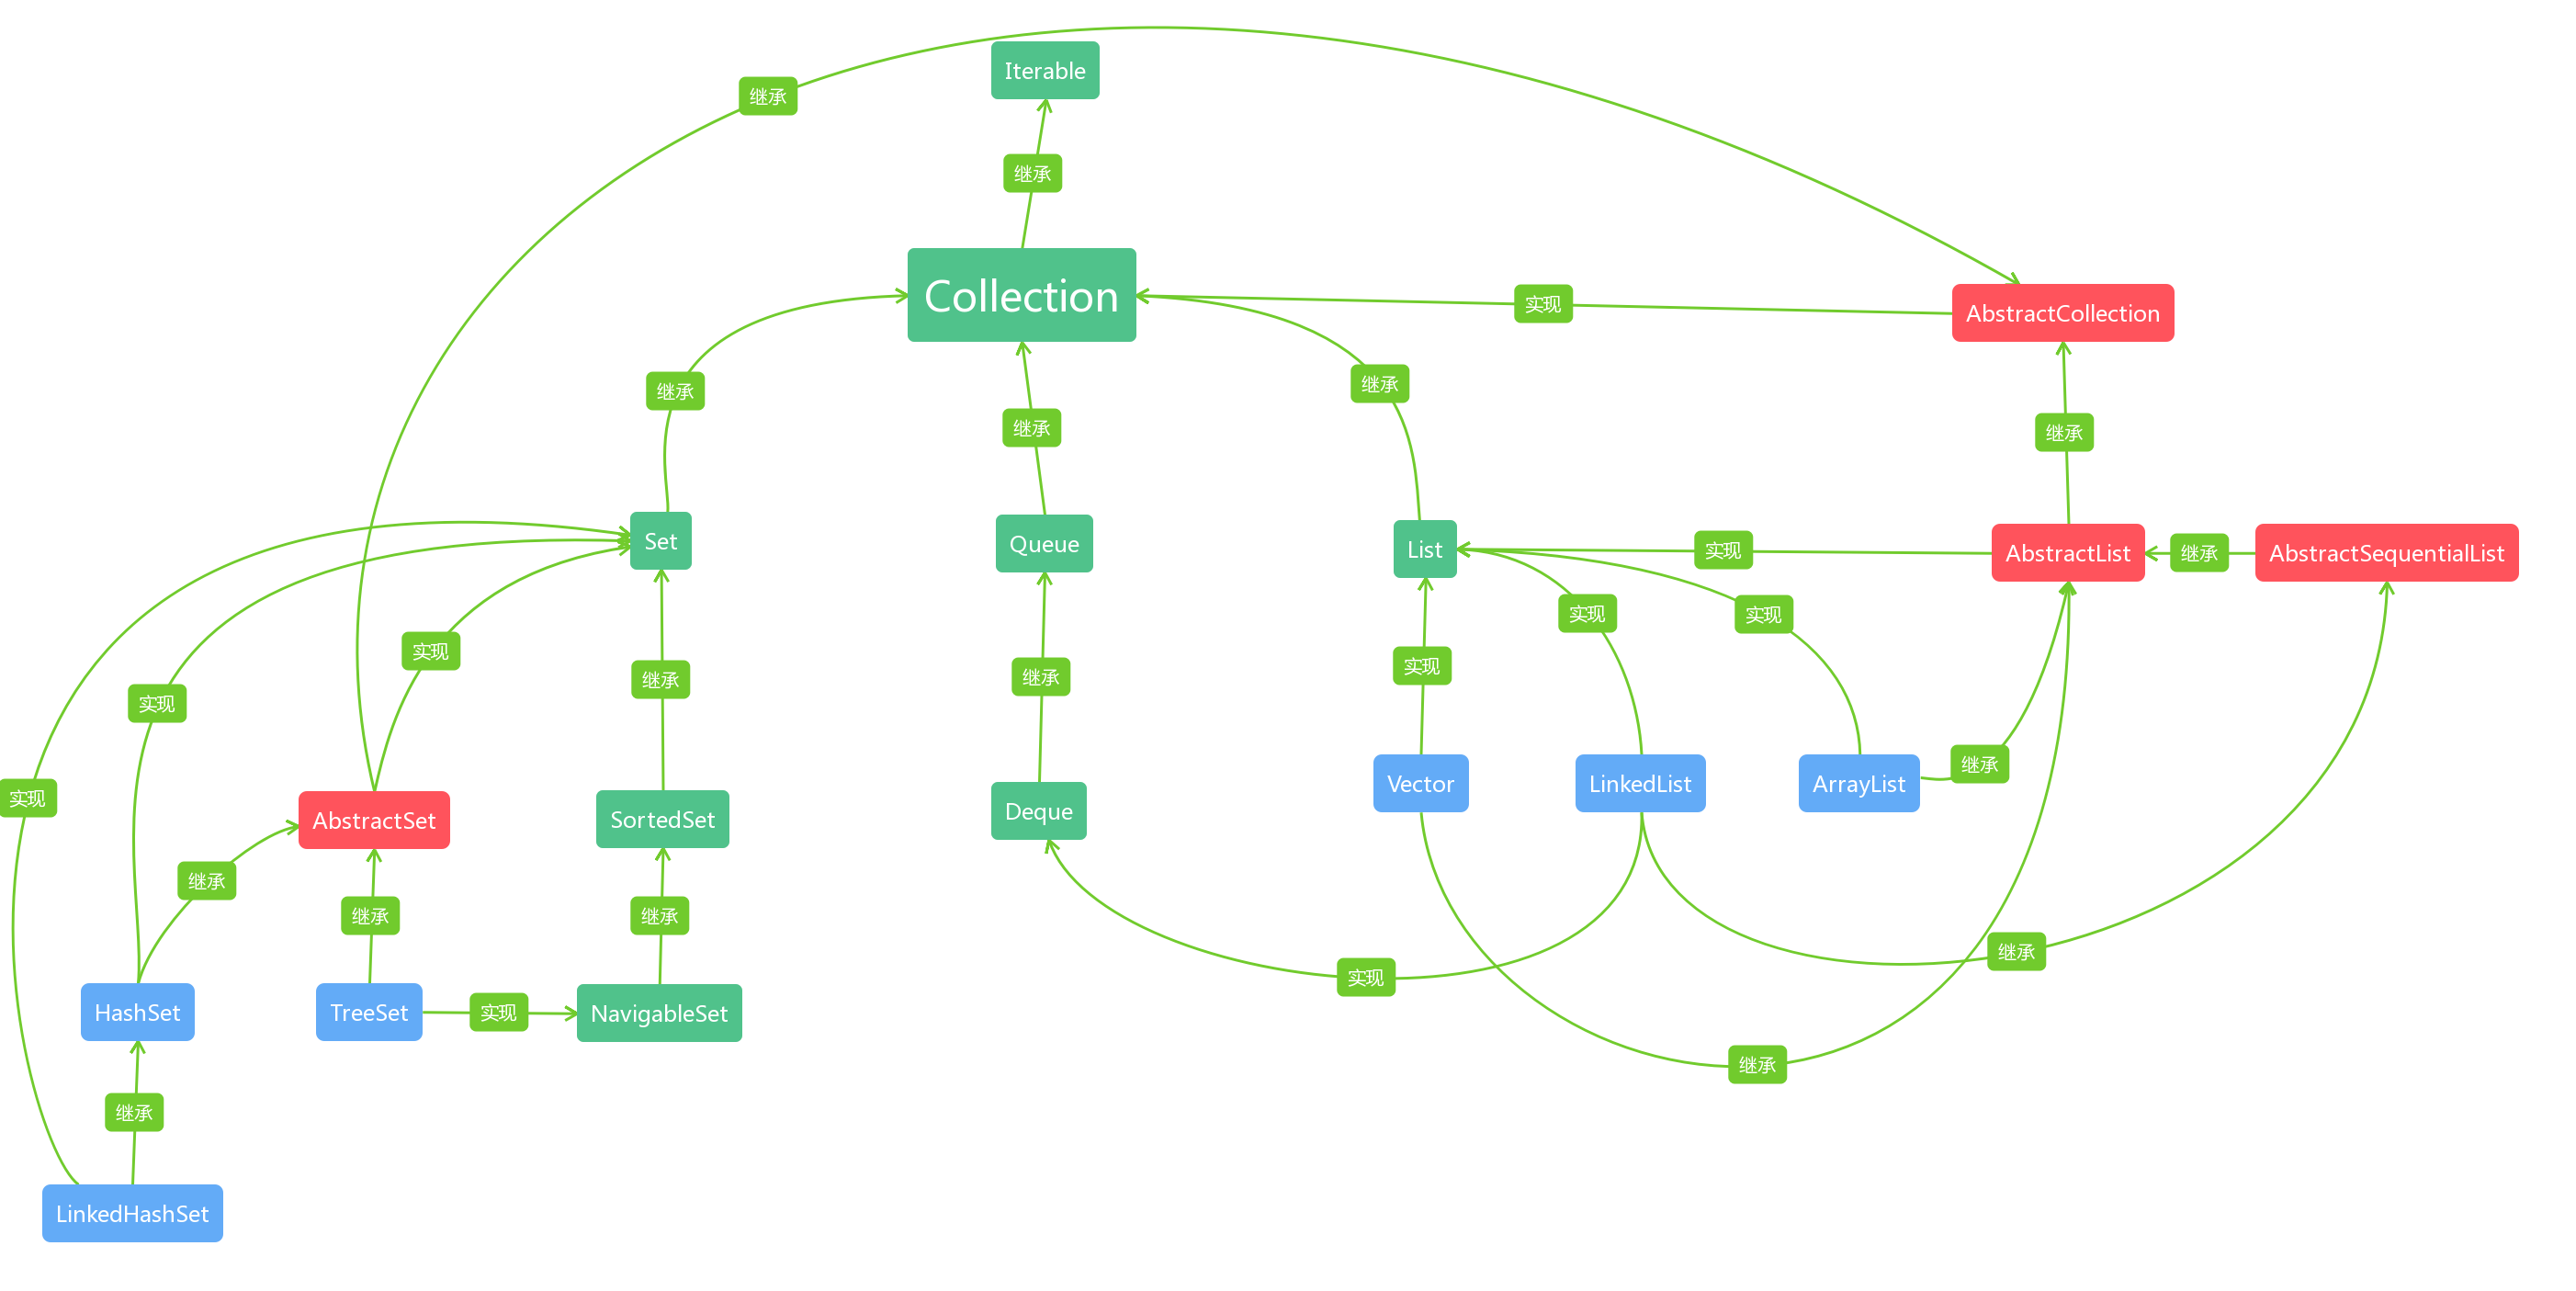 Iterable
继承
继承
Collection
实现
AbstractCollection
继承
继承
继承
继承
Set
Queue
List
实现
AbstractList
继承
AbstractSequentialList
实现
实现
实现
继承
继承
实现
实现
继承
Vector
LinkedList
ArrayList
实现
AbstractSet
SortedSet
Deque
继承
继承
继承
继承
实现
HashSet
TreeSet
实现
NavigableSet
继承
继承
LinkedHashSet